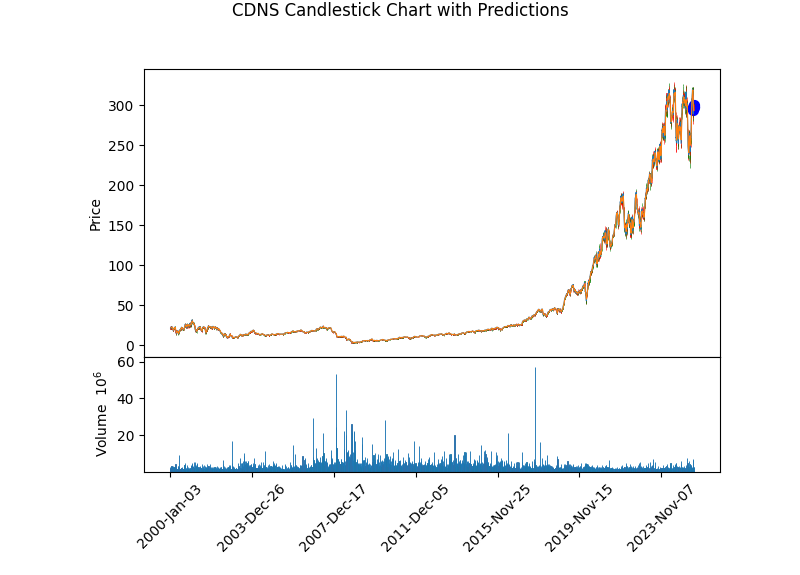 CDNS Candlestick Chart with Predictions
300
250
200
150
100
50
0
Price
60
40
20
Volume 10^6
2000-Jan-03
2003-Dec-26
2007-Dec-17
2011-Dec-05
2015-Nov-25
2019-Nov-15
2023-Nov-07